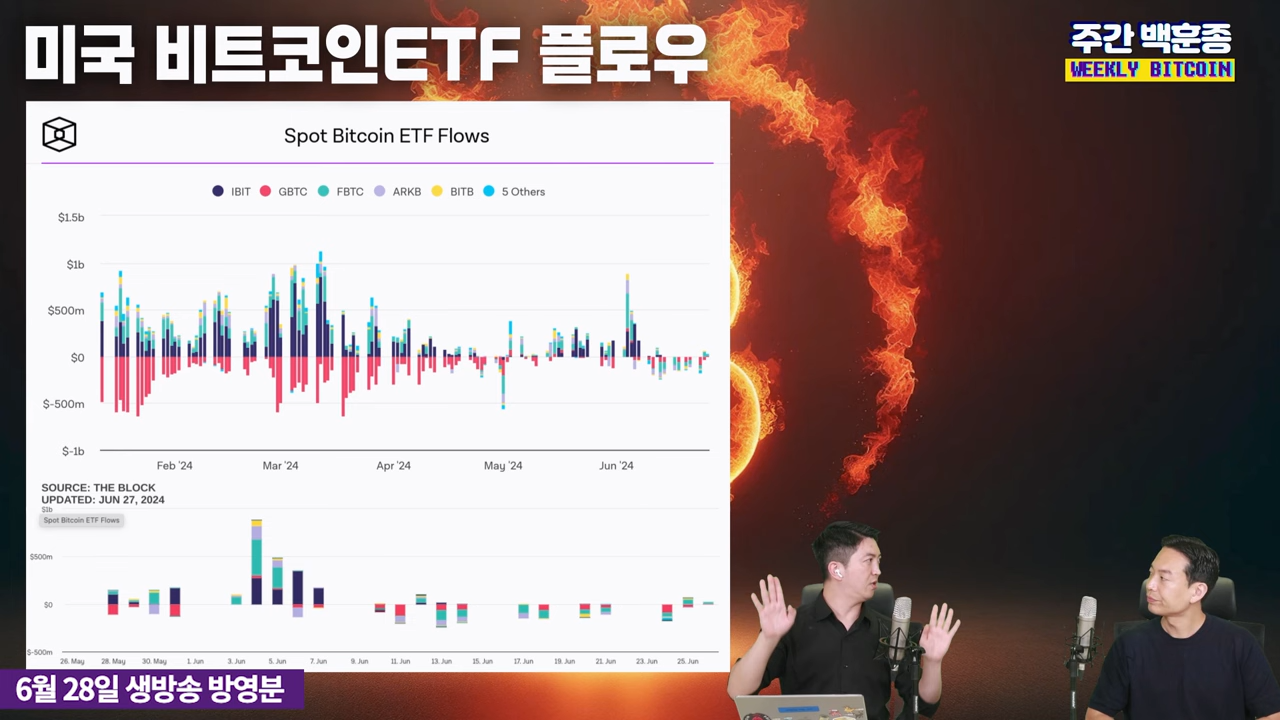 미국 비트코인ETF 플로우
주간 백훈종
WEEKLY BITCOIN
Spot Bitcoin ETF Flows
IBIT GBTC FBTC ARKB BITB 5 Others
$1.5b
$1b
$500m
$0
$-500m
$-1b
Feb '24 Mar '24 Apr '24 May '24 Jun '24
SOURCE: THE BLOCK
UPDATED: JUN 27, 2024
$1b
Spot Bitcoin ETF Flows
$500m
$0
$-500m
26. May 28. May 30. May 1. Jun 3. Jun 5. Jun 7. Jun 9. Jun 11. Jun 13. Jun 15. Jun 17. Jun 19. Jun 21. Jun 23. Jun 25. Jun
6월 28일 생방송 방영분